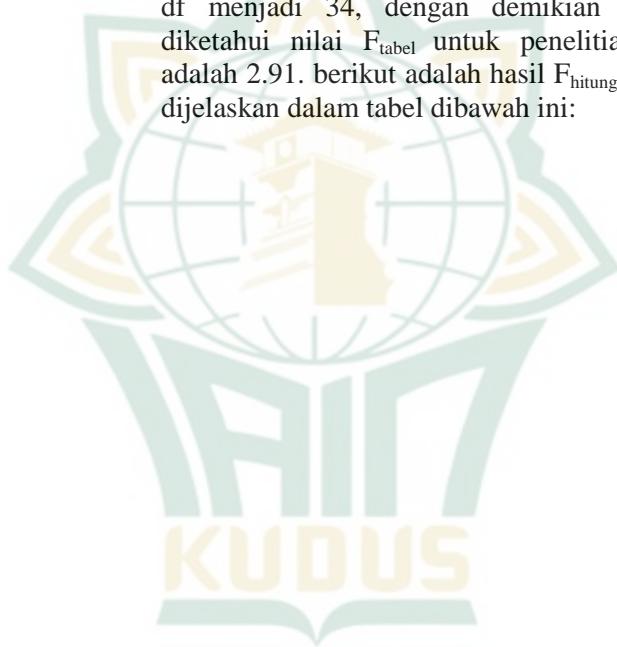 df menjadi 34, dengan demikian
diketahui nilai Ftabel untuk penelitia
adalah 2.91. berikut adalah hasil Fhitung
dijelaskan dalam tabel dibawah ini:
IAIN
KUDUS